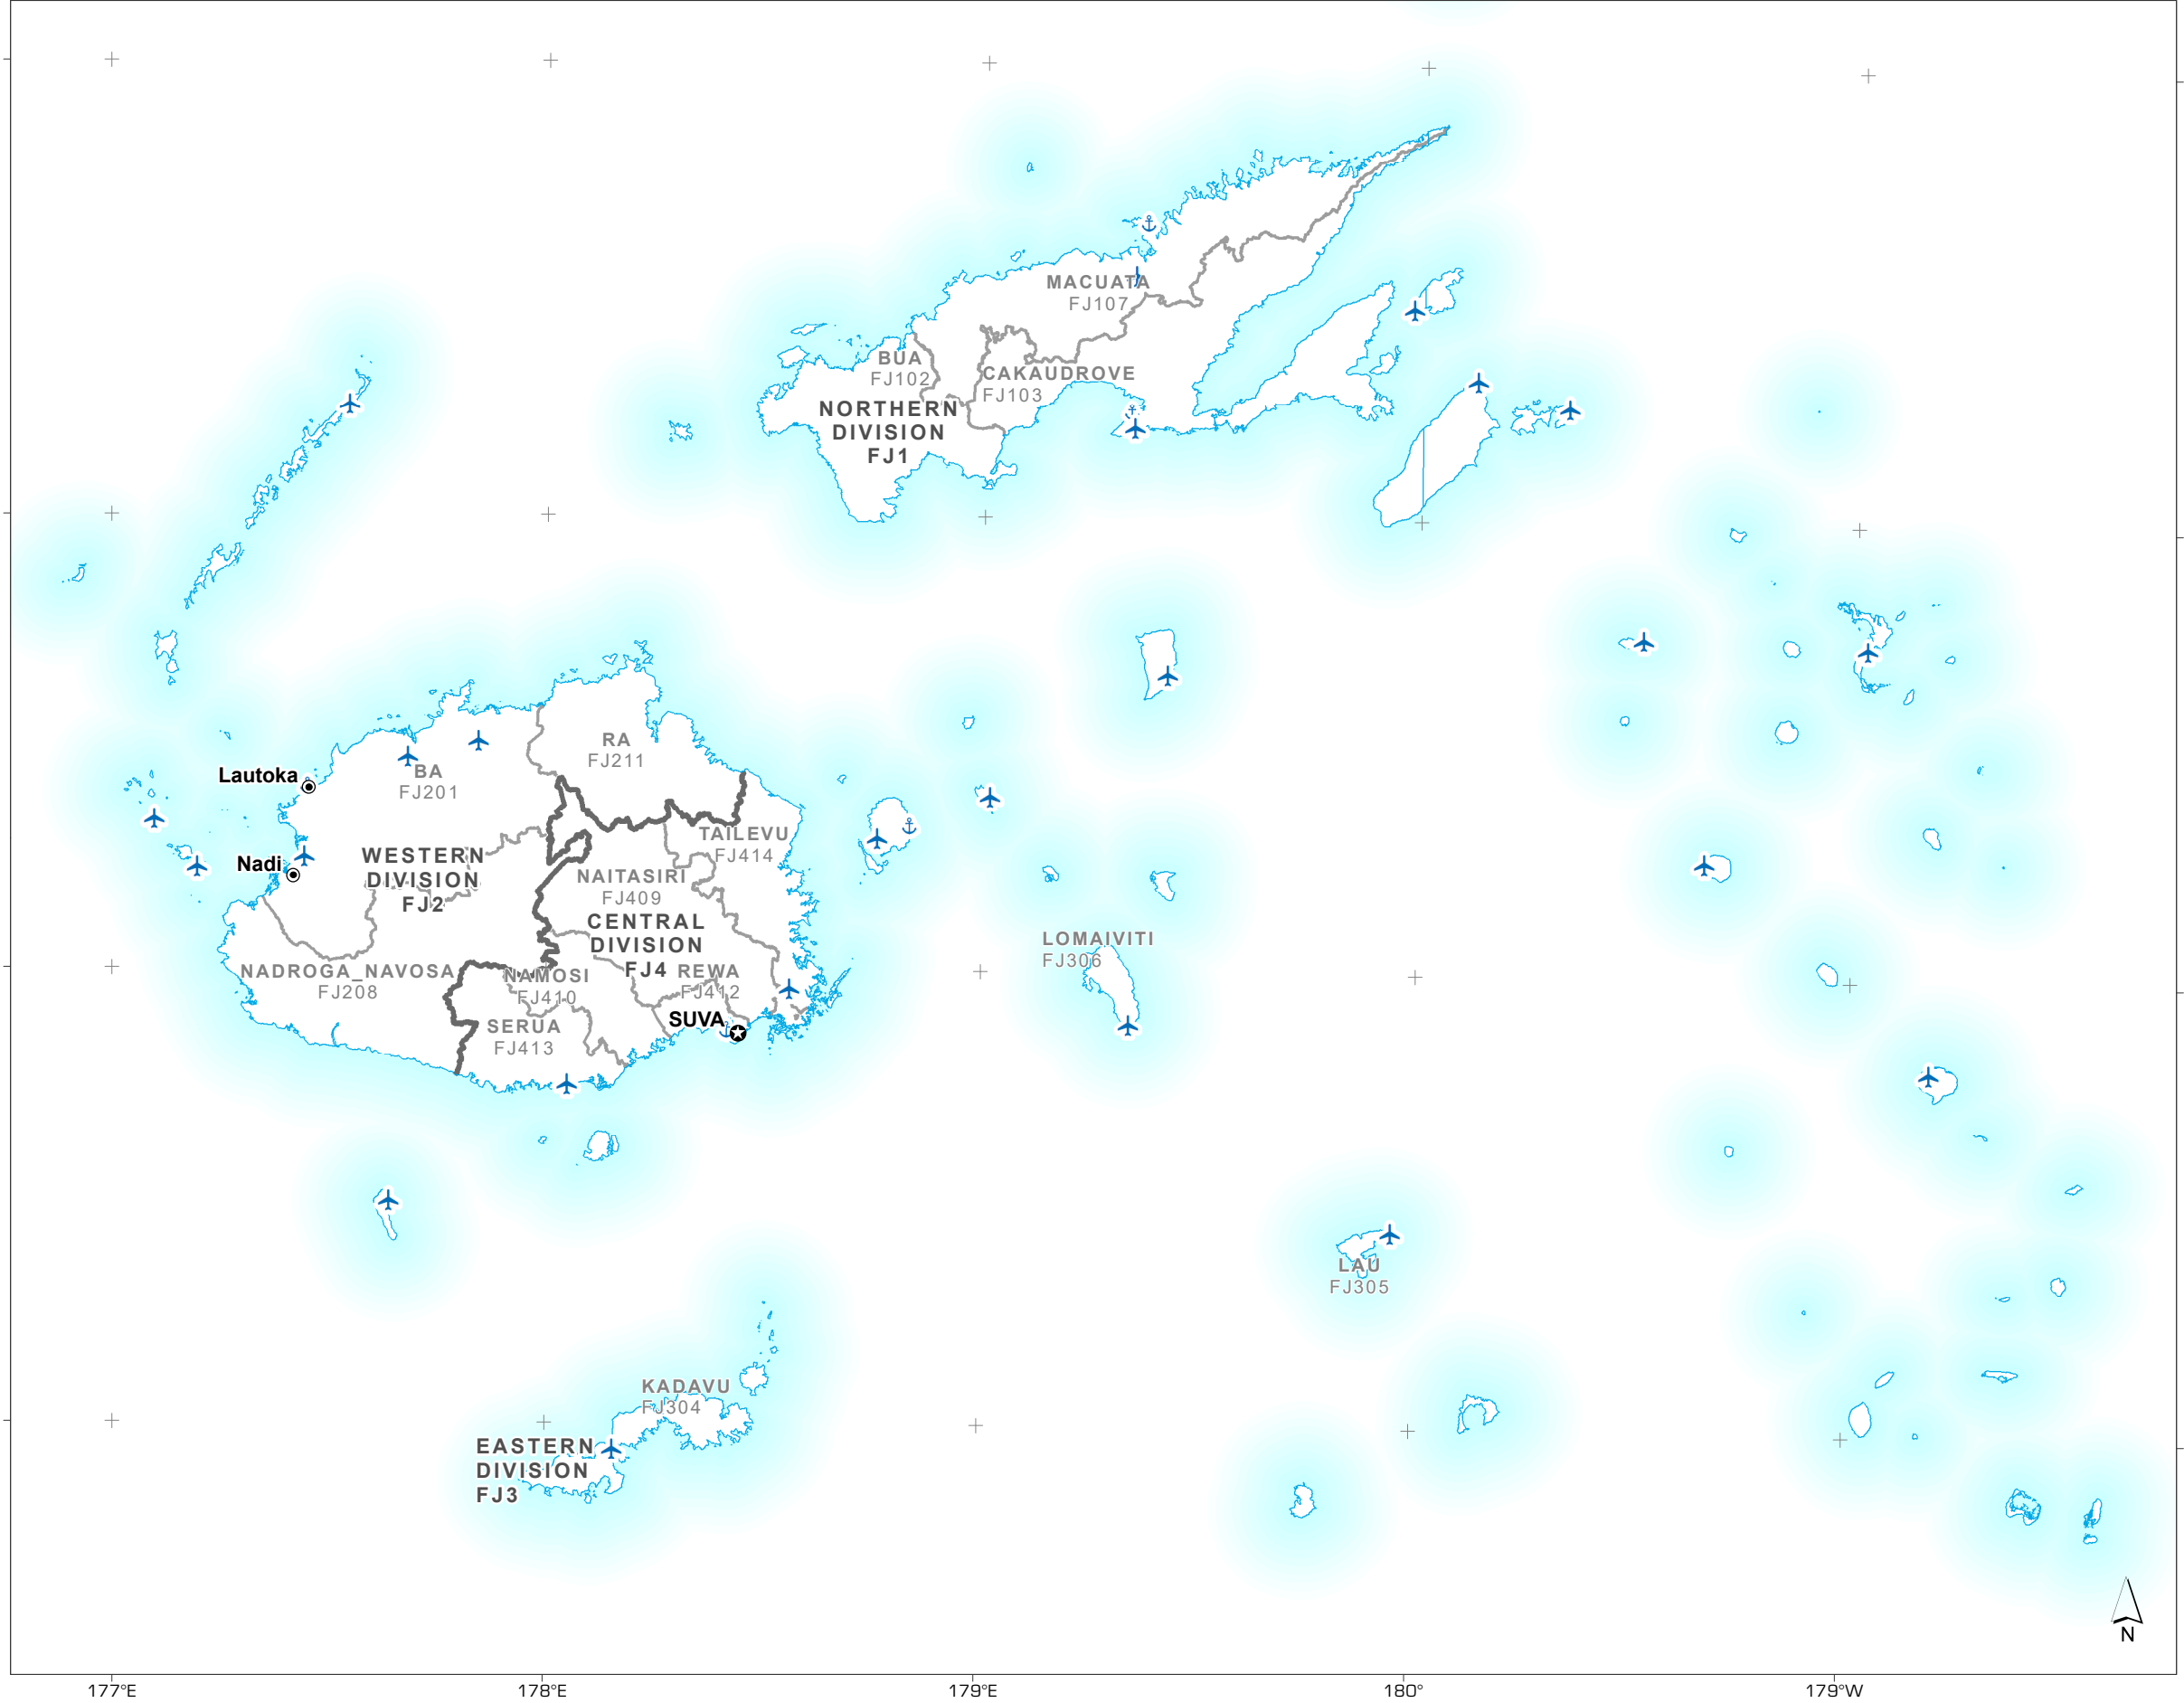 MACUATA
FJ107
BUA
FJ102
CAKAUDROVE
FJ103
NORTHERN
DIVISION
FJ1
RA
FJ211
Lautoka
BA
FJ201
TAILEVU
FJ414
Nadi
WESTERN
DIVISION
FJ2
NAITASIRI
FJ409
CENTRAL
DIVISION
FJ4
LOMAIVITI
FJ306
NADROGA_NAVOSA
FJ208
NAMOSI
FJ410
REWA
FJ412
SERUA
FJ413
SUVA
LAU
FJ305
KADAVU
FJ304
EASTERN
DIVISION
FJ3
N
177°E
178°E
179°E
180°
179°W